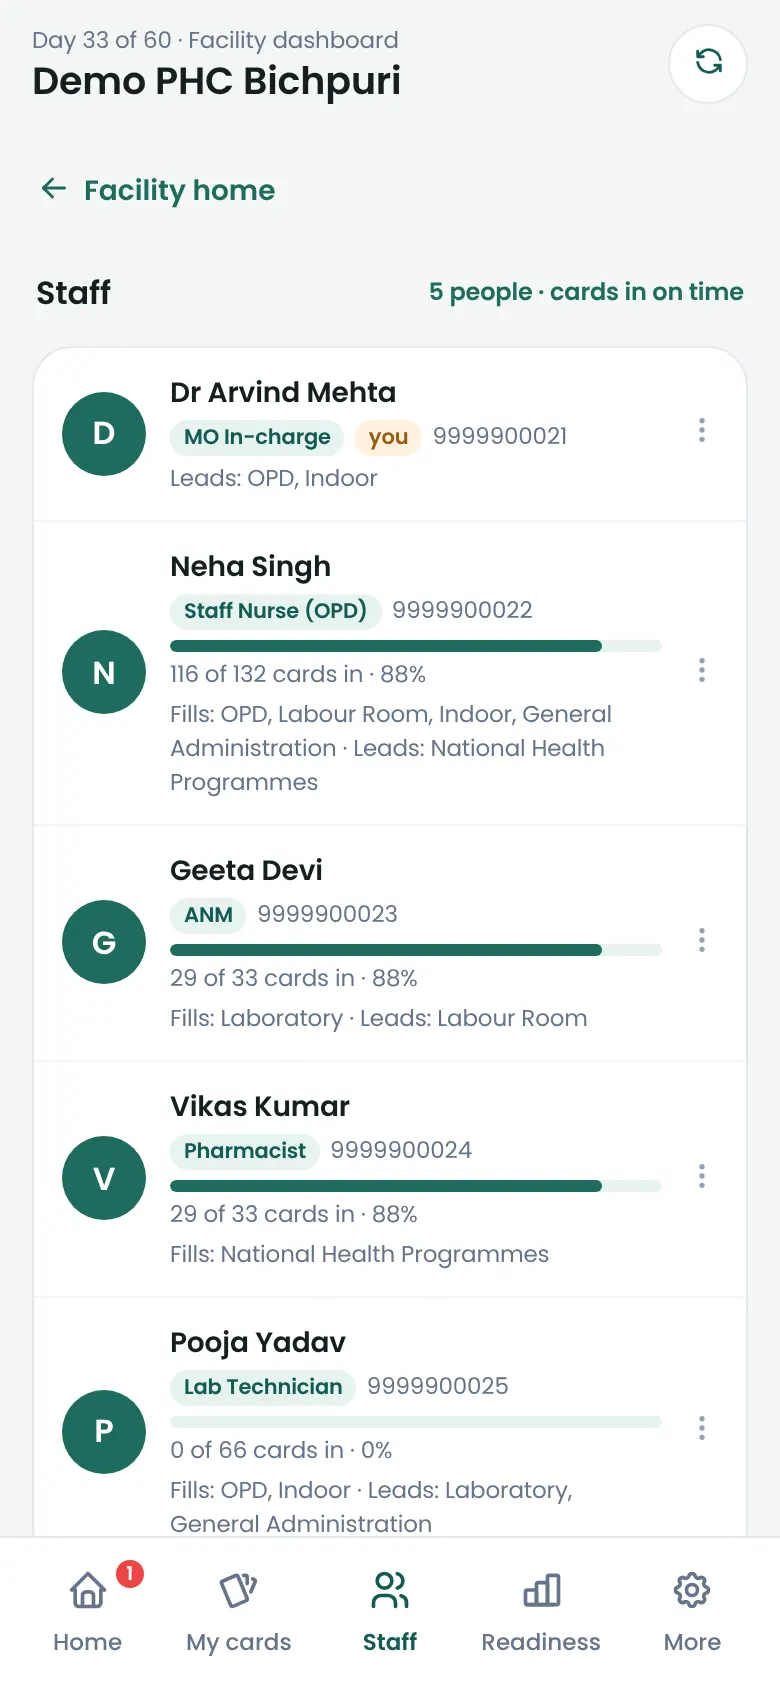 Day 33 of 60 · Facility dashboard
Demo PHC Bichpuri
Facility home
Staff
5 people · cards in on time
D
Dr Arvind Mehta
MO In-charge you 9999900021
Leads: OPD, Indoor
Neha Singh
Staff Nurse (OPD) 9999900022
N
116 of 132 cards in · 88%
Fills: OPD, Labour Room, Indoor, General
Administration · Leads: National Health
Programmes
Geeta Devi
ANM 9999900023
G
29 of 33 cards in · 88%
Fills: Laboratory · Leads: Labour Room
Vikas Kumar
Pharmacist 9999900024
V
29 of 33 cards in · 88%
Fills: National Health Programmes
Pooja Yadav
Lab Technician 9999900025
P
0 of 66 cards in · 0%
Fills: OPD, Indoor · Leads: Laboratory,
General Administration
1
Home My cards Staff Readiness More